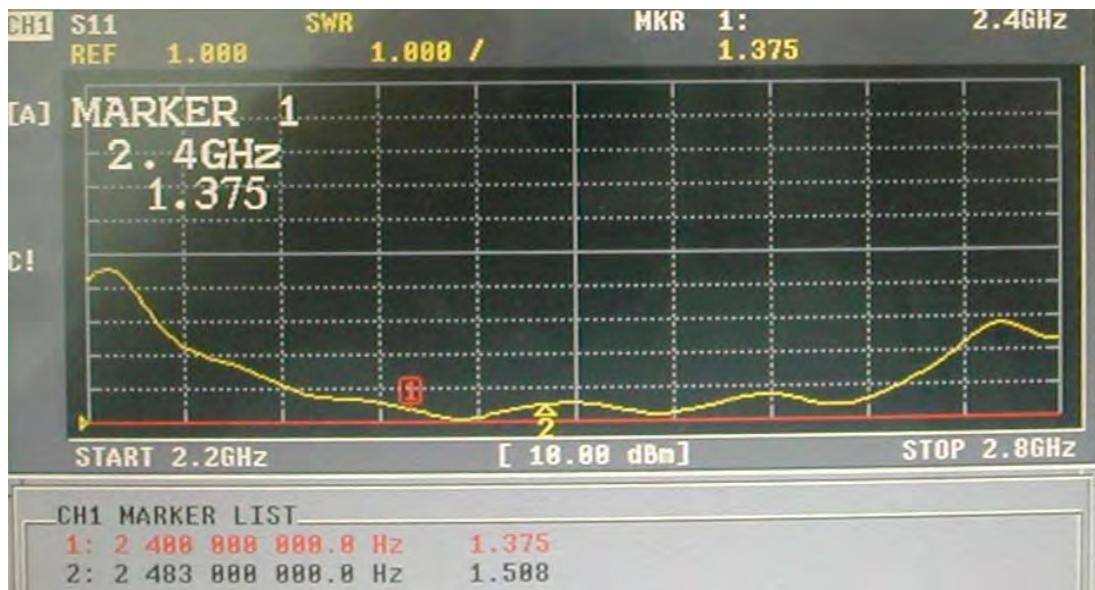 CH1 S11 SWR MKR 1: 2.4GHz
REF 1.000 1.000 / 1.375
[A] MARKER 1
2.4GHz
1.375
C!
1
2
START 2.2GHz [ 10.00 dBm] STOP 2.8GHz
CH1 MARKER LIST
1: 2 400 000 000.0 Hz 1.375
2: 2 483 000 000.0 Hz 1.508